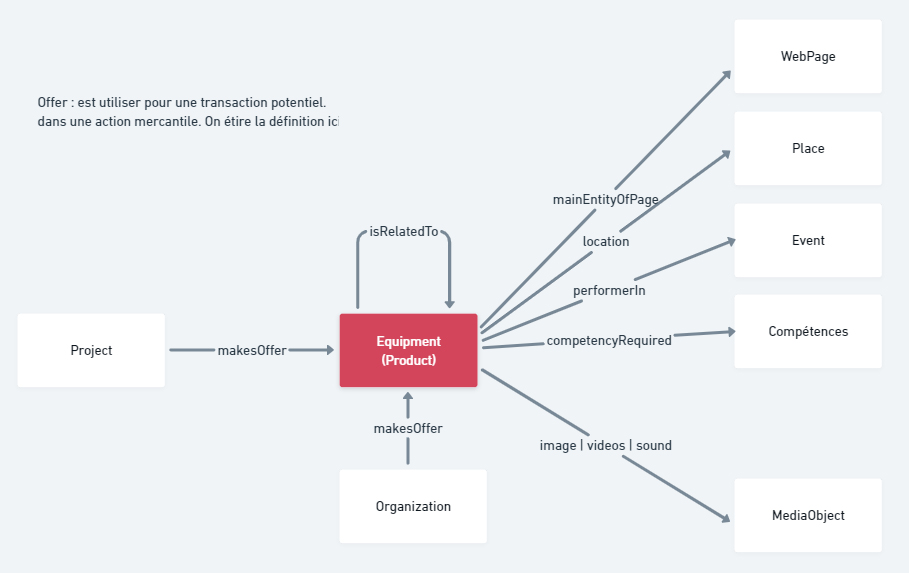 Offer : est utiliser pour une transaction potentiel.
dans une action mercantile. On étire la définition ici
WebPage
Place
Event
Compétences
MediaObject
mainEntityOfPage
location
performerIn
competencyRequired
image | videos | sound
isRelatedTo
Project
makesOffer
Equipment
(Product)
makesOffer
Organization